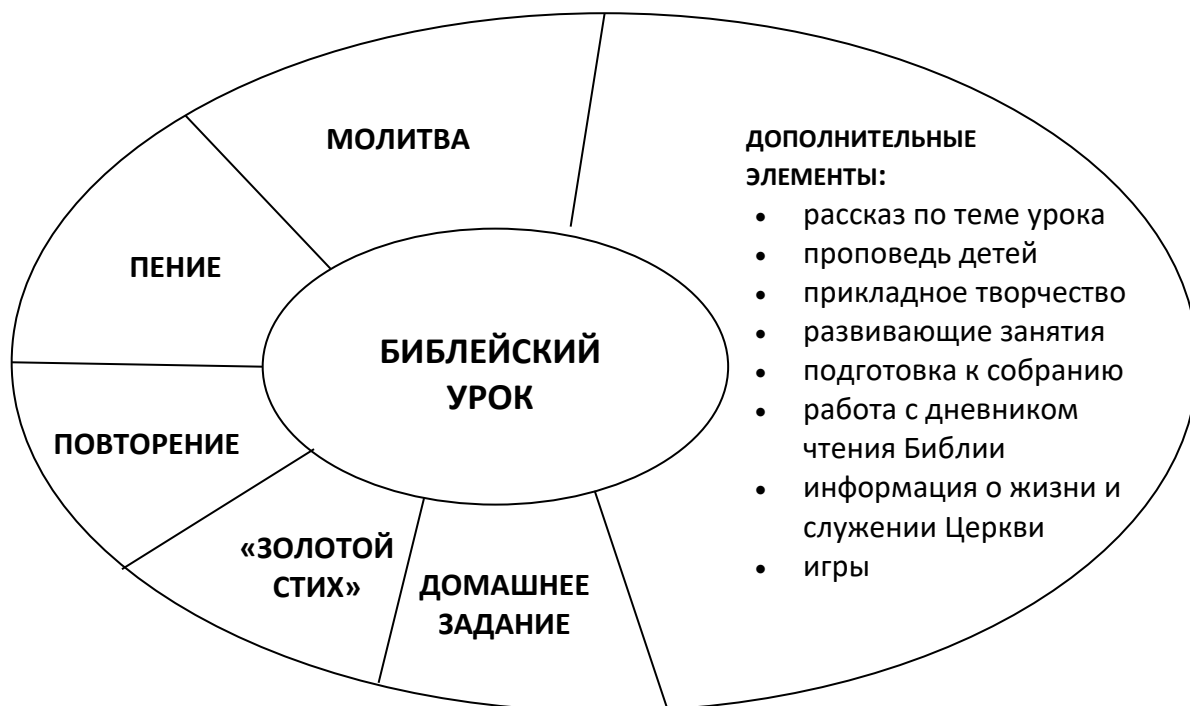 МОЛИТВА
ПЕНИЕ
ПОВТОРЕНИЕ
«ЗОЛОТОЙ
СТИХ»
ДОМАШНЕЕ
ЗАДАНИЕ
БИБЛЕЙСКИЙ
УРОК
ДОПОЛНИТЕЛЬНЫЕ
ЭЛЕМЕНТЫ:
• рассказ по теме урока
• проповедь детей
• прикладное творчество
• развивающие занятия
• подготовка к собранию
• работа с дневником
чтения Библии
• информация о жизни и
служении Церкви
• игры